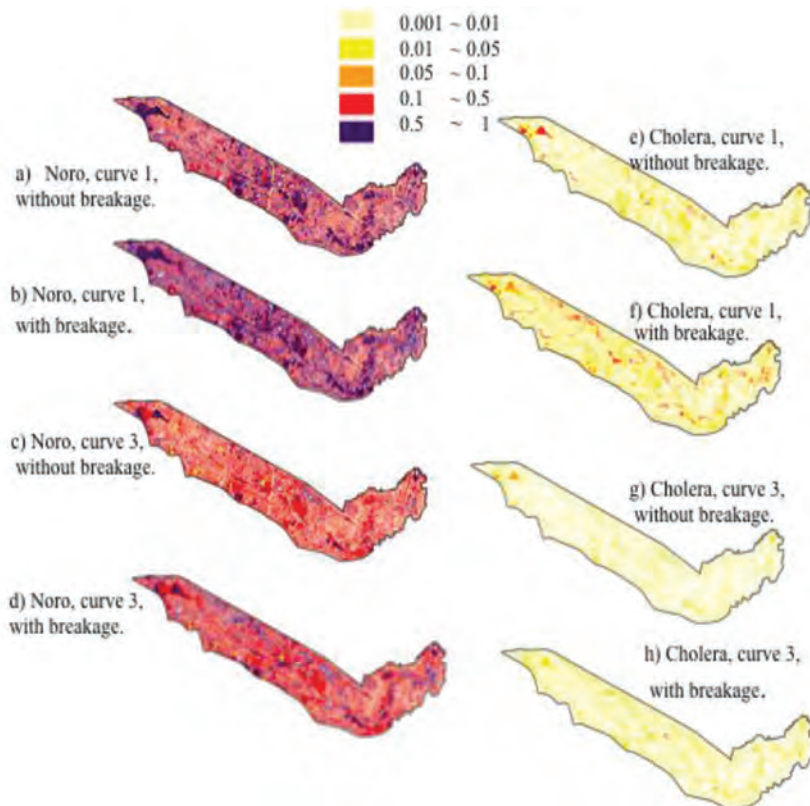 0.001 ~ 0.01
0.01 ~ 0.05
0.05 ~ 0.1
0.1 ~ 0.5
0.5 ~ 1
a) Noro, curve 1,
without breakage.
b) Noro, curve 1,
with breakage.
c) Noro, curve 3,
without breakage.
d) Noro, curve 3,
with breakage.
e) Cholera, curve 1,
without breakage.
f) Cholera, curve 1,
with breakage.
g) Cholera, curve 3,
without breakage.
h) Cholera, curve 3,
with breakage.